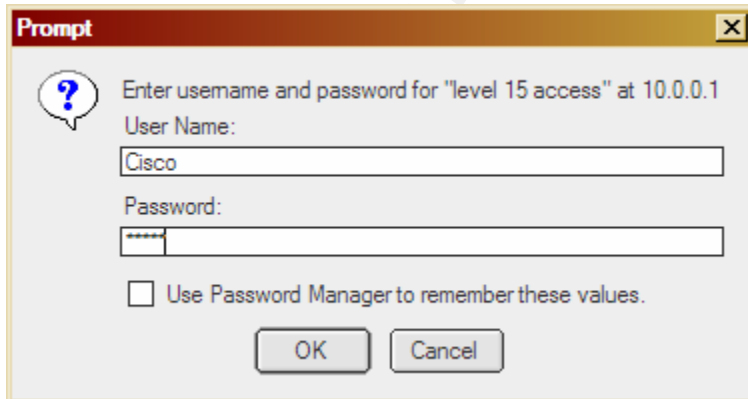 Prompt
?
Enter username and password for "level 15 access" at 10.0.0.1
User Name:
Cisco
Password:
*****
Use Password Manager to remember these values.
OK Cancel